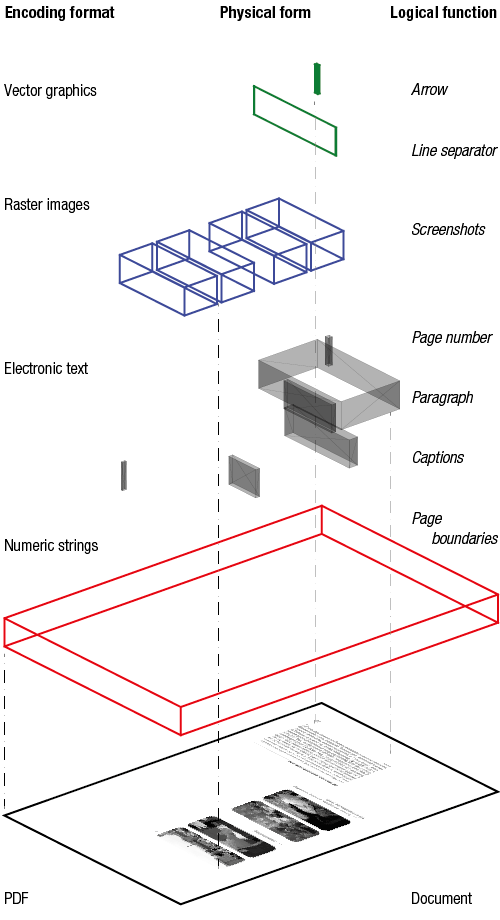 Encoding format Physical form Logical function
Vector graphics Arrow
Line separator
Raster images
Screenshots
Page number
Electronic text
Paragraph
Captions
Page
boundaries
Numeric strings
PDF Document